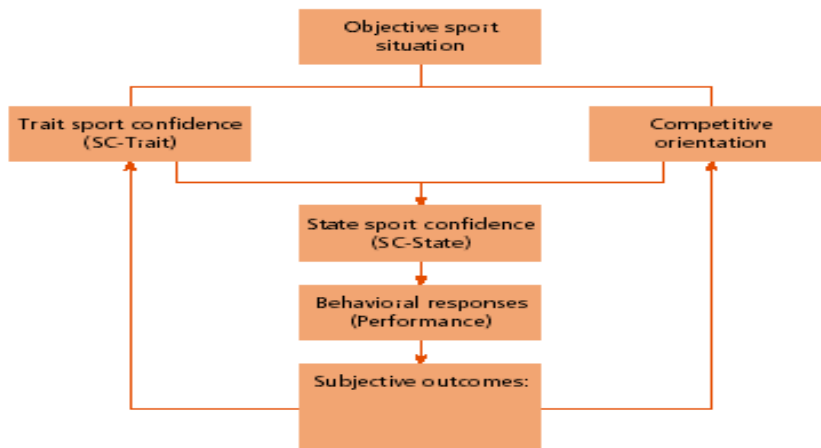 Objective sport
situation
Trait sport confidence
(SC-Trait)
Competitive
orientation
State sport confidence
(SC-State)
Behavioral responses
(Performance)
Subjective outcomes: